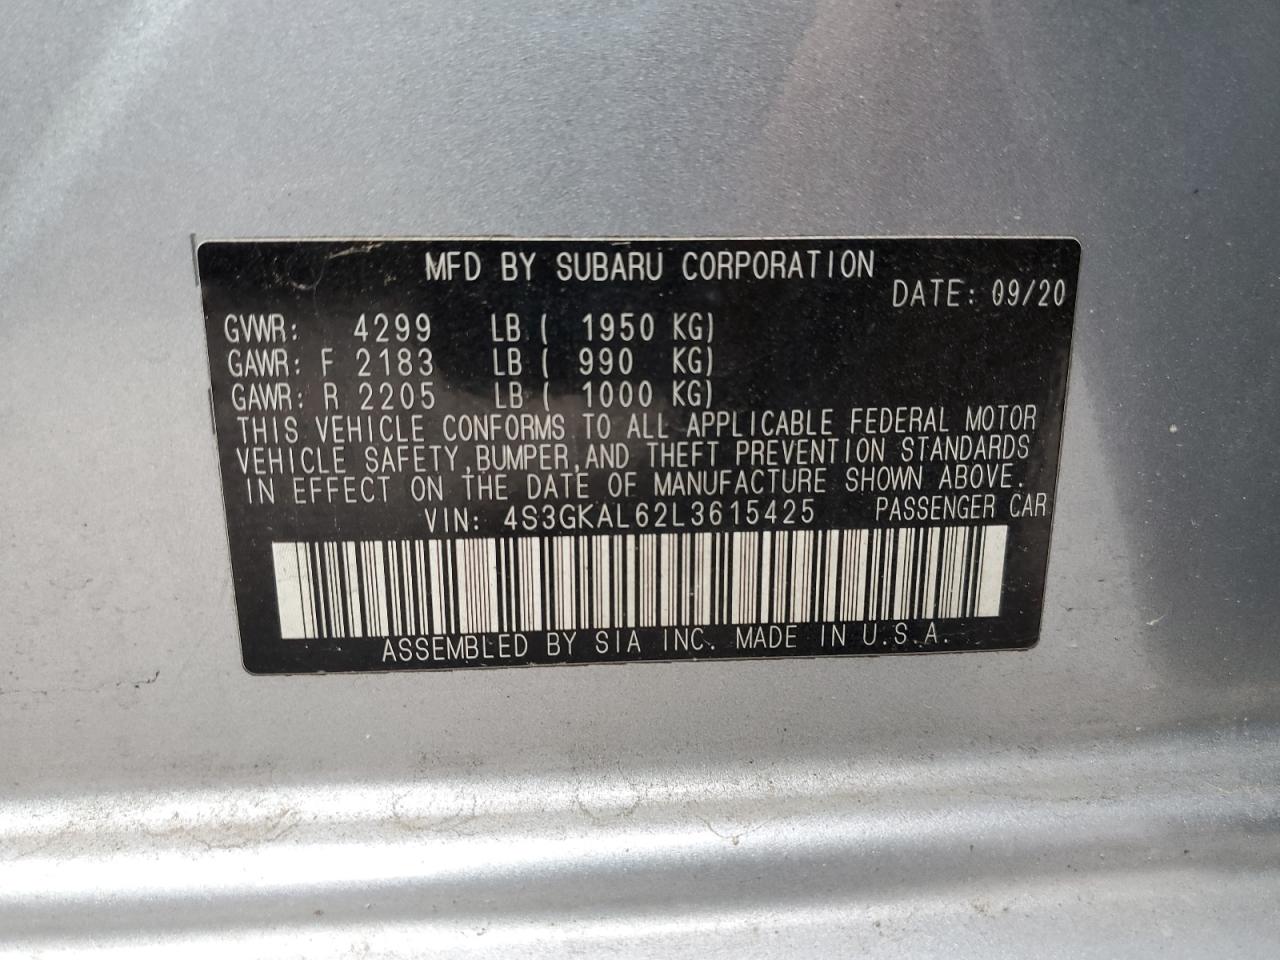 MFD BY SUBARU CORPORATION
DATE: 09/20
GVWR: 4299 LB ( 1950 KG)
GAWR: F 2183 LB ( 990 KG)
GAWR: R 2205 LB ( 1000 KG)
THIS VEHICLE CONFORMS TO ALL APPLICABLE FEDERAL MOTOR
VEHICLE SAFETY,BUMPER,AND THEFT PREVENTION STANDARDS
IN EFFECT ON THE DATE OF MANUFACTURE SHOWN ABOVE.
VIN: 4S3GKAL62L3615425 PASSENGER CAR
ASSEMBLED BY SIA INC. MADE IN U.S.A.